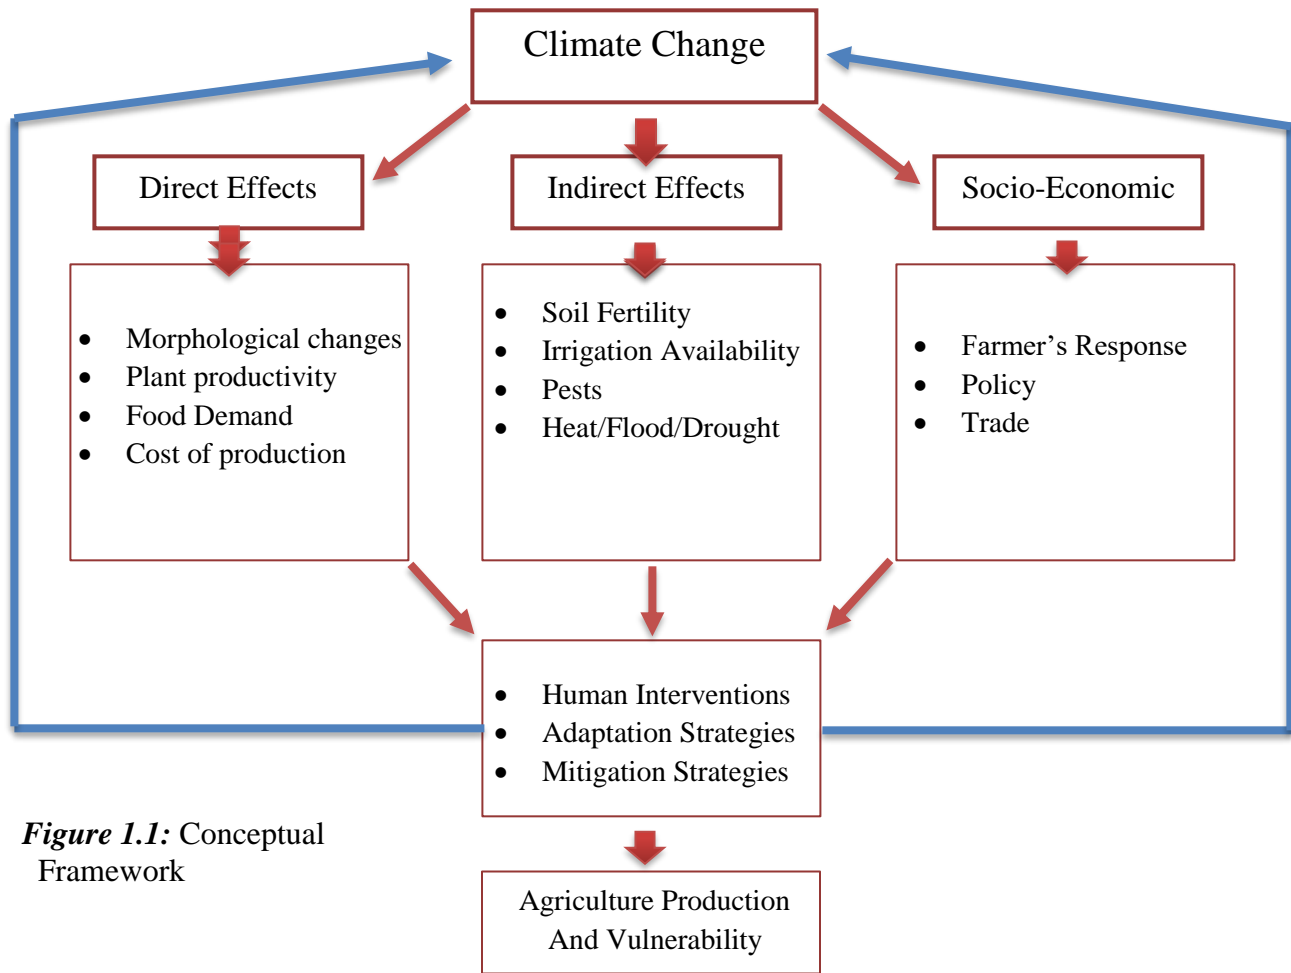 Climate Change
Direct Effects
Indirect Effects
Socio-Economic
• Morphological changes
• Plant productivity
• Food Demand
• Cost of production
• Soil Fertility
• Irrigation Availability
• Pests
• Heat/Flood/Drought
• Farmer’s Response
• Policy
• Trade
• Human Interventions
• Adaptation Strategies
• Mitigation Strategies
Figure 1.1: Conceptual
Framework
Agriculture Production
And Vulnerability